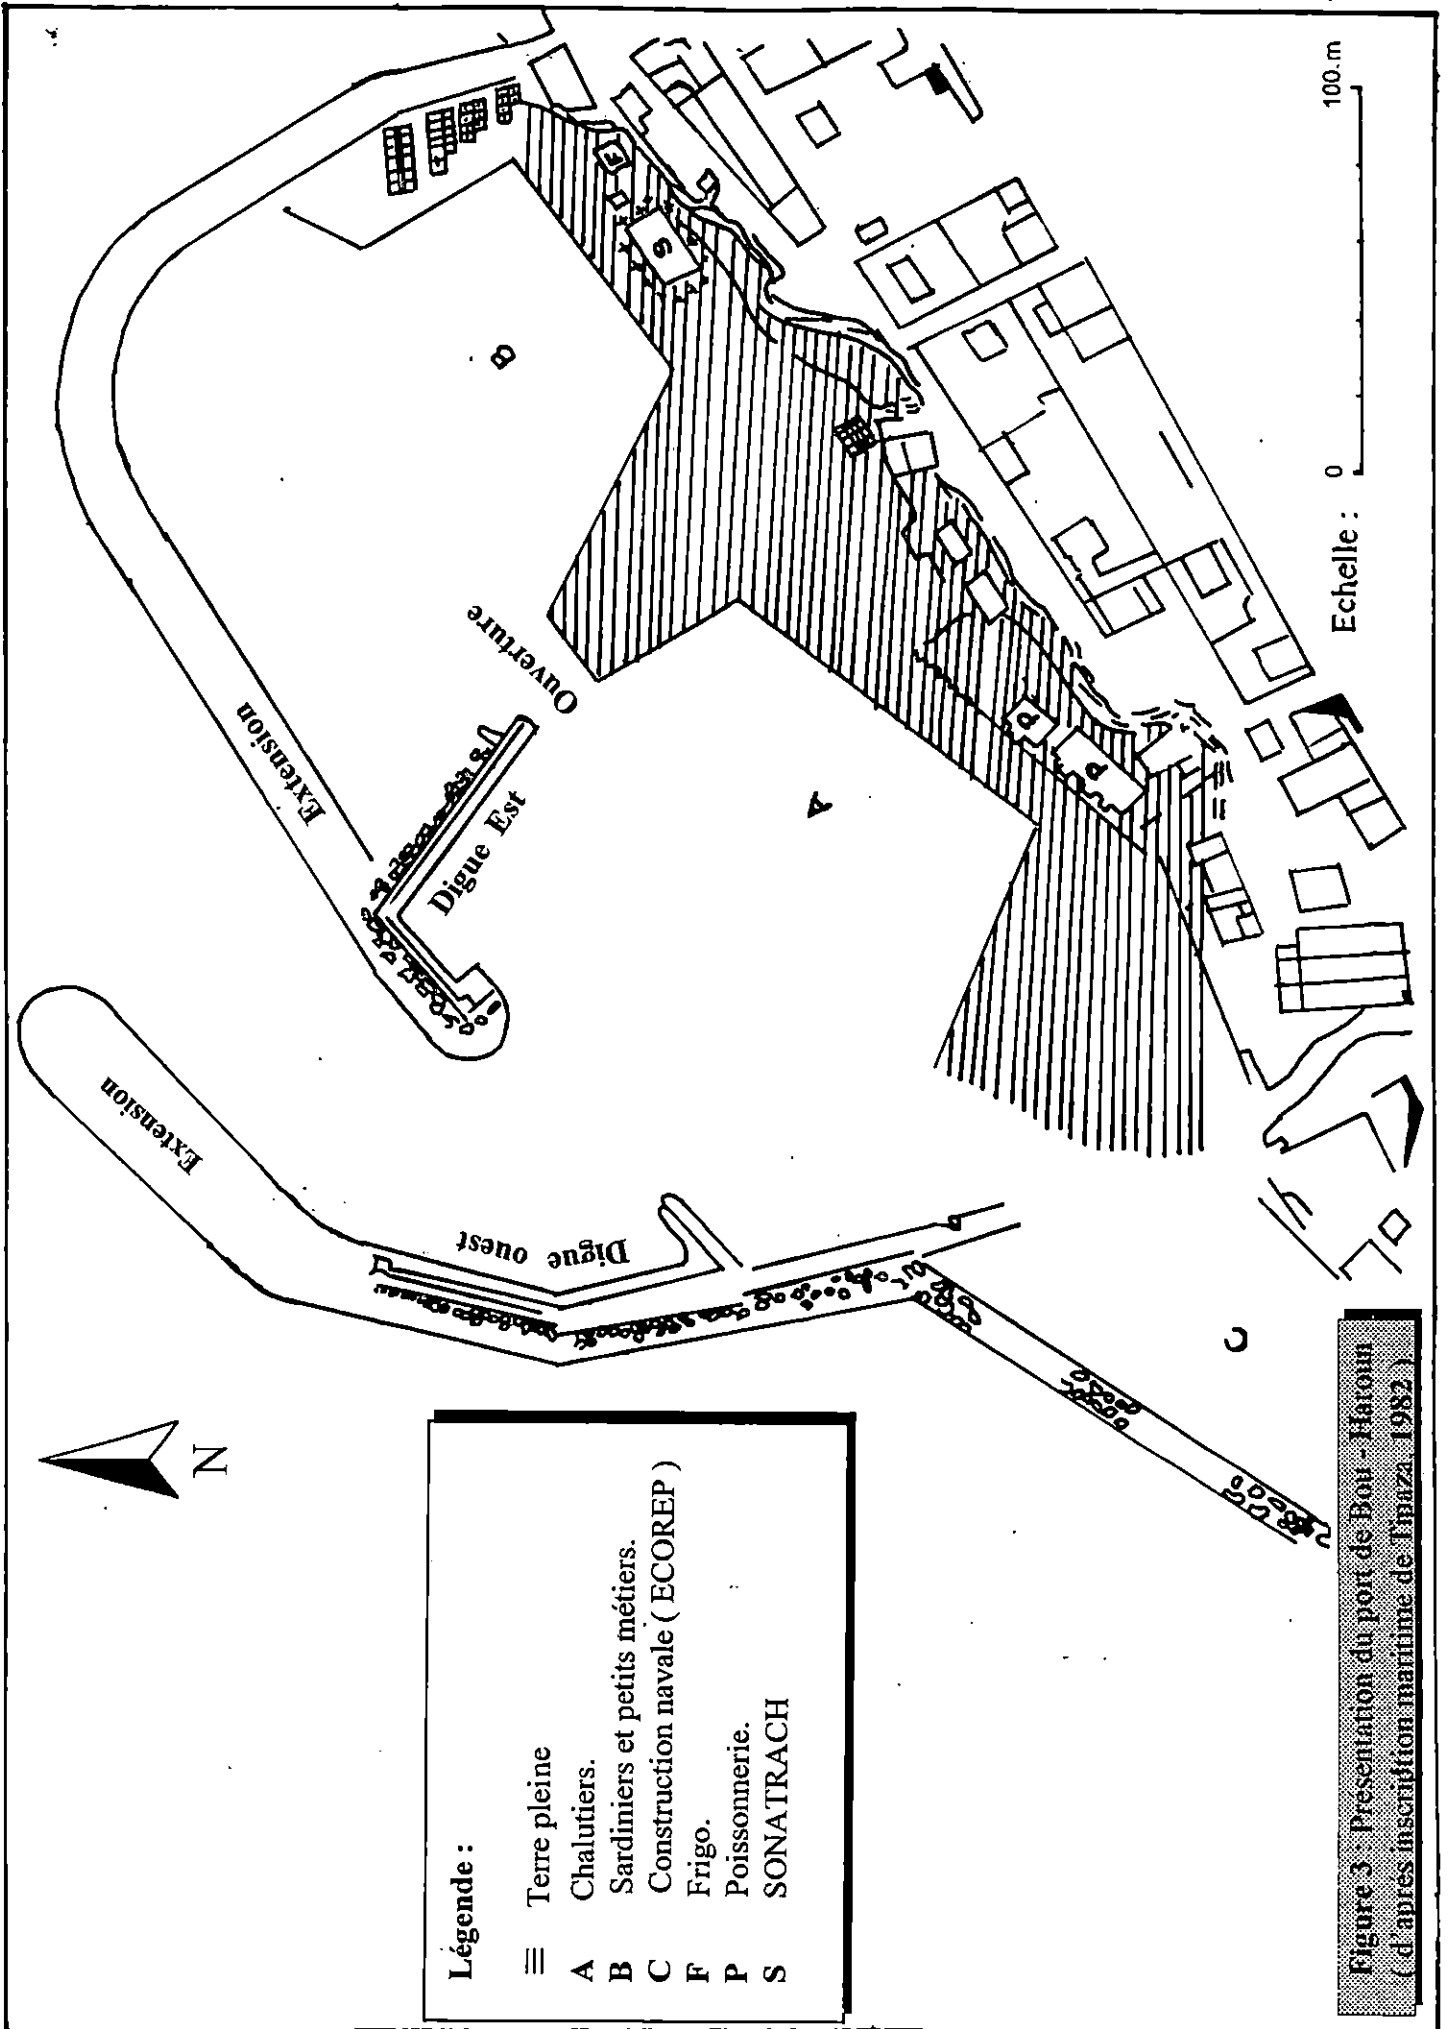 N
Extension
Extension
Digue ouest
Digue Est
Ouverture
A
B
C
F
S
P
P
Légende :
≡ Terre pleine
A Chalutiers.
B Sardiniers et petits métiers.
C Construction navale ( ECOREP )
F Frigo.
P Poissonnerie.
S SONATRACH
Echelle : 0 100 m
Figure 3 : Présentation du port de Bou - Haroun
( d'après inscription maritime de Tipaza, 1982 )